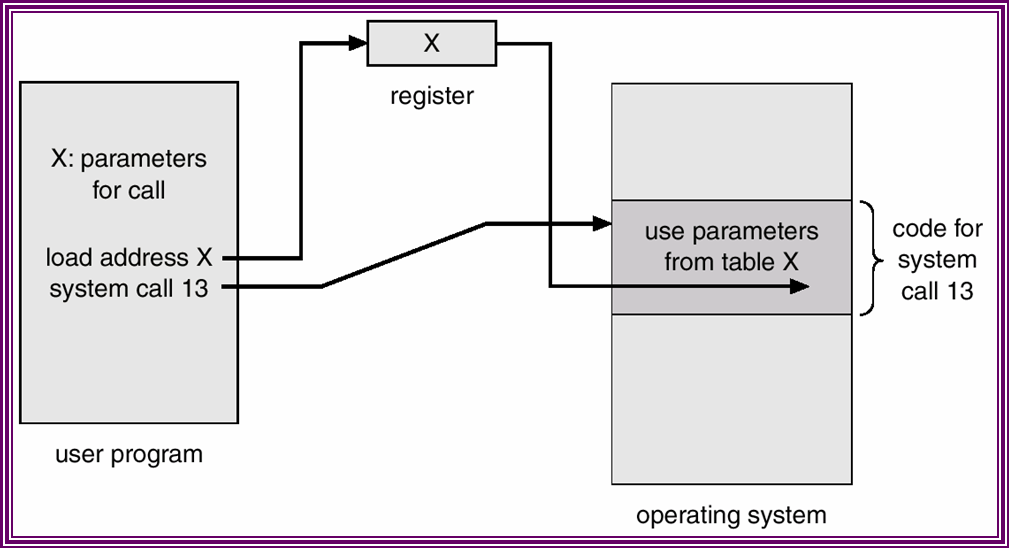 X
register
X: parameters
for call
load address X
system call 13
user program
use parameters
from table X
code for
system
call 13
operating system